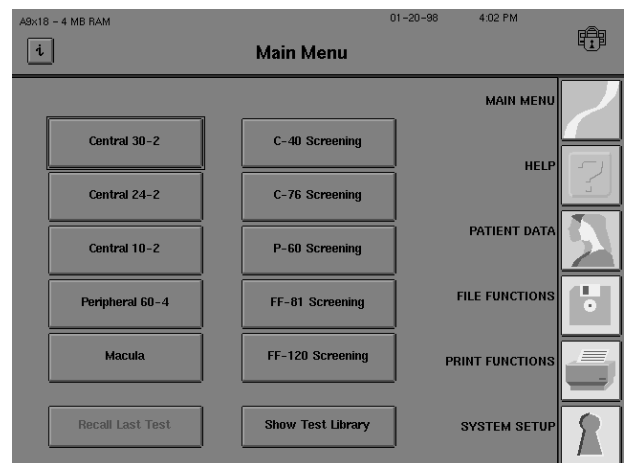 A9x18 - 4 MB RAM 01-20-98 4:02 PM
i Main Menu
MAIN MENU
Central 30-2 C-40 Screening
HELP
?
Central 24-2 C-76 Screening
PATIENT DATA
Central 10-2 P-60 Screening
FILE FUNCTIONS
Peripheral 60-4 FF-81 Screening
Macula FF-120 Screening
PRINT FUNCTIONS
Recall Last Test Show Test Library
SYSTEM SETUP